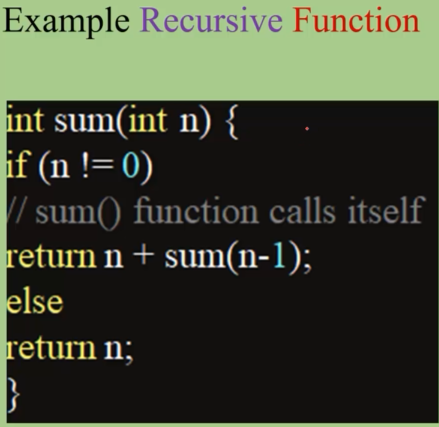 Example Recursive Function
int sum(int n) {
if (n != 0)
// sum() function calls itself
return n + sum(n-1);
else
return n;
}